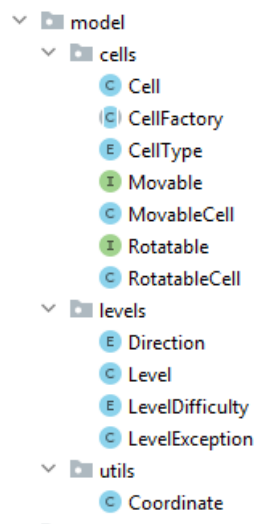 model
cells
C Cell
C CellFactory
E CellType
I Movable
C MovableCell
I Rotatable
C RotatableCell
levels
E Direction
C Level
E LevelDifficulty
C LevelException
utils
C Coordinate